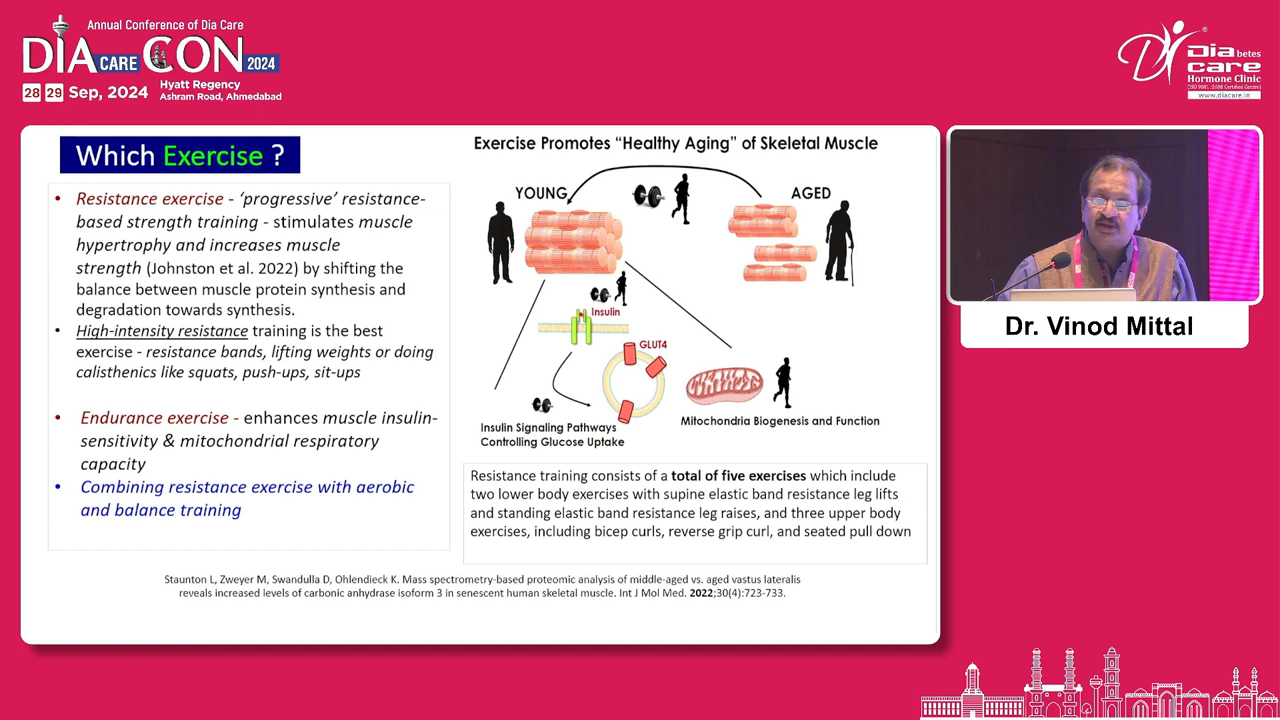 Annual Conference of Dia Care
DIA CARE CON 2024
28 29 Sep, 2024
Hyatt Regency
Ashram Road, Ahmedabad
Dia betes
care
Hormone Clinic
www.diacare.in
Which Exercise ?
• Resistance exercise - ‘progressive’ resistance-
based strength training - stimulates muscle
hypertrophy and increases muscle
strength (Johnston et al. 2022) by shifting the
balance between muscle protein synthesis and
degradation towards synthesis.
• High-intensity resistance training is the best
exercise - resistance bands, lifting weights or doing
calisthenics like squats, push-ups, sit-ups
• Endurance exercise - enhances muscle insulin-
sensitivity & mitochondrial respiratory
capacity
• Combining resistance exercise with aerobic
and balance training
Exercise Promotes “Healthy Aging” of Skeletal Muscle
YOUNG
AGED
Insulin
GLUT4
Insulin Signaling Pathways
Controlling Glucose Uptake
Mitochondria Biogenesis and Function
Resistance training consists of a total of five exercises which include
two lower body exercises with supine elastic band resistance leg lifts
and standing elastic band resistance leg raises, and three upper body
exercises, including bicep curls, reverse grip curl, and seated pull down
Staunton L, Zweyer M, Swandulla D, Ohlendieck K. Mass spectrometry-based proteomic analysis of middle-aged vs. aged vastus lateralis
reveals increased levels of carbonic anhydrase isoform 3 in senescent human skeletal muscle. Int J Mol Med. 2022;30(4):723-733.
Dr. Vinod Mittal